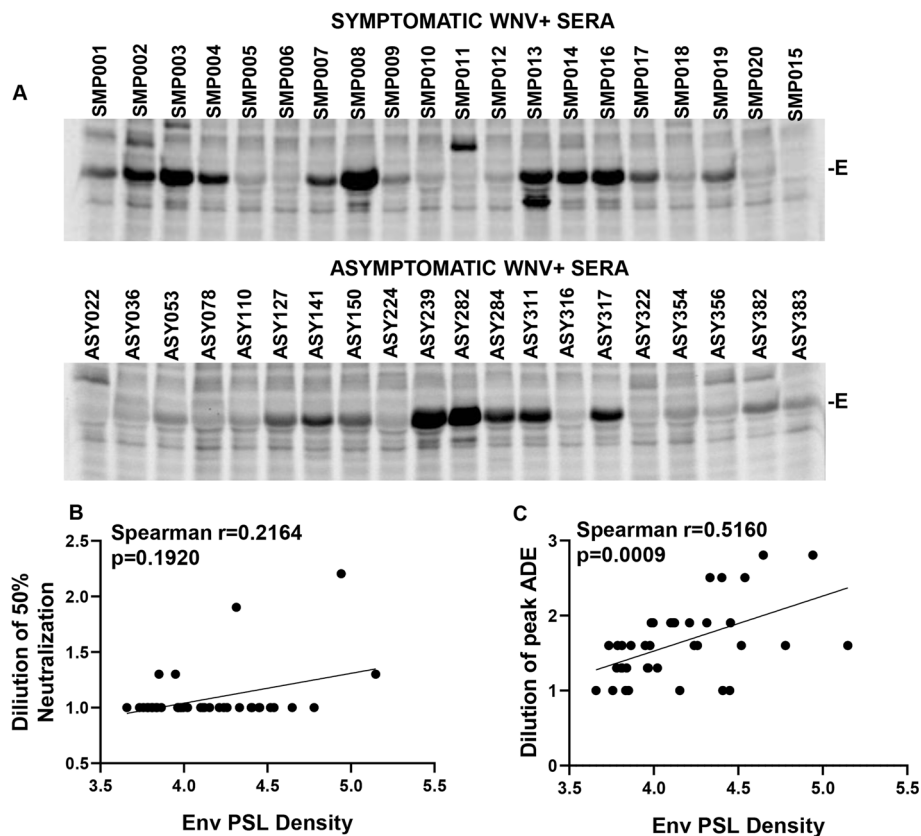 SYMPTOMATIC WNV+ SERA
A
SMP001 SMP002 SMP003 SMP004 SMP005 SMP006 SMP007 SMP008 SMP009 SMP010 SMP011 SMP012 SMP013 SMP014 SMP016 SMP017 SMP018 SMP019 SMP020 SMP015
-E
ASYMPTOMATIC WNV+ SERA
ASY022 ASY036 ASY053 ASY078 ASY110 ASY127 ASY141 ASY150 ASY224 ASY239 ASY282 ASY284 ASY311 ASY316 ASY317 ASY322 ASY354 ASY356 ASY382 ASY383
-E
B
Spearman r=0.2164
p=0.1920
Dilution of 50%
Neutralization
2.5
2.0
1.5
1.0
0.5
3.5 4.0 4.5 5.0 5.5
Env PSL Density
C
Spearman r=0.5160
p=0.0009
Dilution of peak ADE
3
2
1
0
3.5 4.0 4.5 5.0 5.5
Env PSL Density